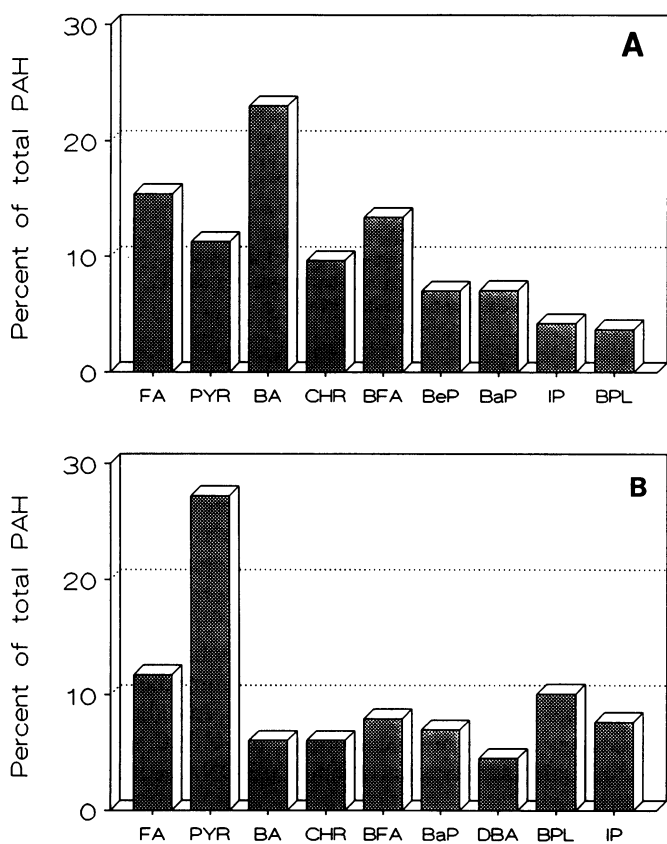 A
Percent of total PAH
30
20
10
0
FA PYR BA CHR BFA BeP BaP IP BPL
B
Percent of total PAH
30
20
10
0
FA PYR BA CHR BFA BaP DBA BPL IP